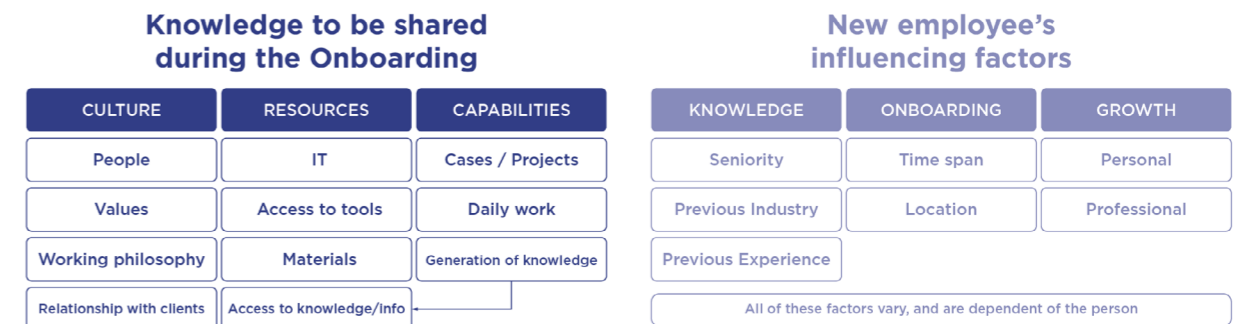 Knowledge to be shared
during the Onboarding
CULTURE RESOURCES CAPABILITIES
People IT Cases / Projects
Values Access to tools Daily work
Working philosophy Materials Generation of knowledge
Relationship with clients Access to knowledge/info
New employee's
influencing factors
KNOWLEDGE ONBOARDING GROWTH
Seniority Time span Personal
Previous Industry Location Professional
Previous Experience
All of these factors vary, and are dependent of the person